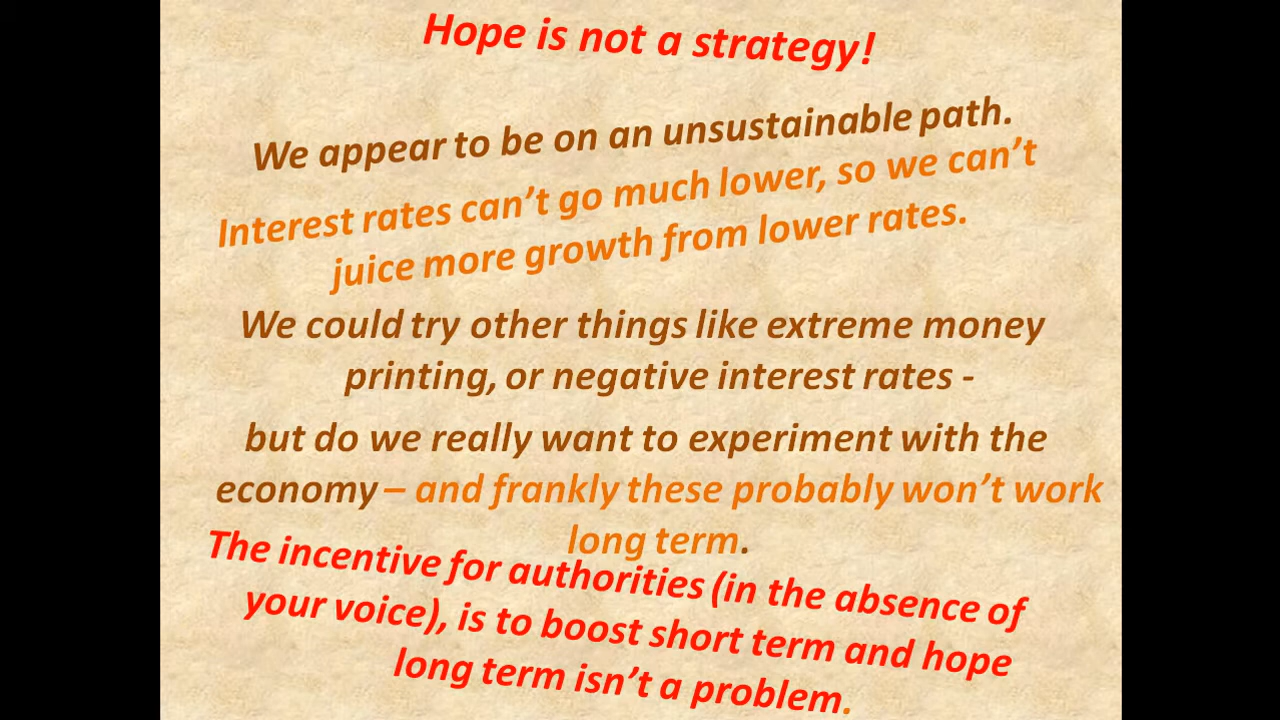 Hope is not a strategy!
We appear to be on an unsustainable path.
Interest rates can’t go much lower, so we can’t
juice more growth from lower rates.
We could try other things like extreme money
printing, or negative interest rates -
but do we really want to experiment with the
economy – and frankly these probably won’t work
long term.
The incentive for authorities (in the absence of
your voice), is to boost short term and hope
long term isn’t a problem.